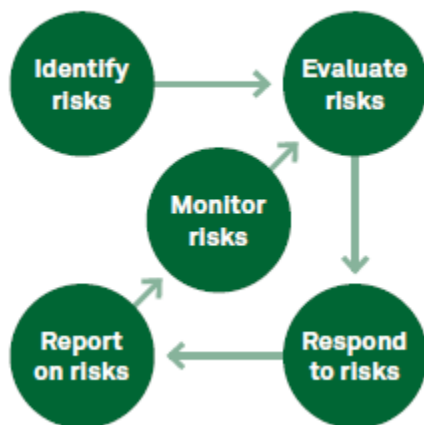 Identify
risks
Evaluate
risks
Monitor
risks
Report
on risks
Respond
to risks